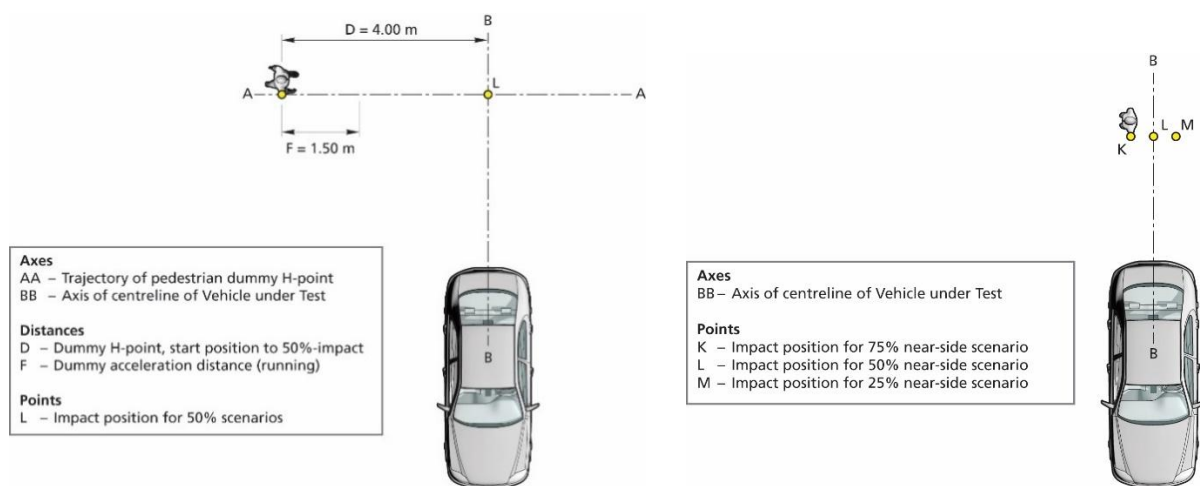 B
D = 4.00 m
A
L
A
F = 1.50 m
B
Axes
AA – Trajectory of pedestrian dummy H-point
BB – Axis of centreline of Vehicle under Test
Distances
D – Dummy H-point, start position to 50%-impact
F – Dummy acceleration distance (running)
Points
L – Impact position for 50% scenarios
B
L M
K
B
Axes
BB – Axis of centreline of Vehicle under Test
Points
K – Impact position for 75% near-side scenario
L – Impact position for 50% near-side scenario
M – Impact position for 25% near-side scenario